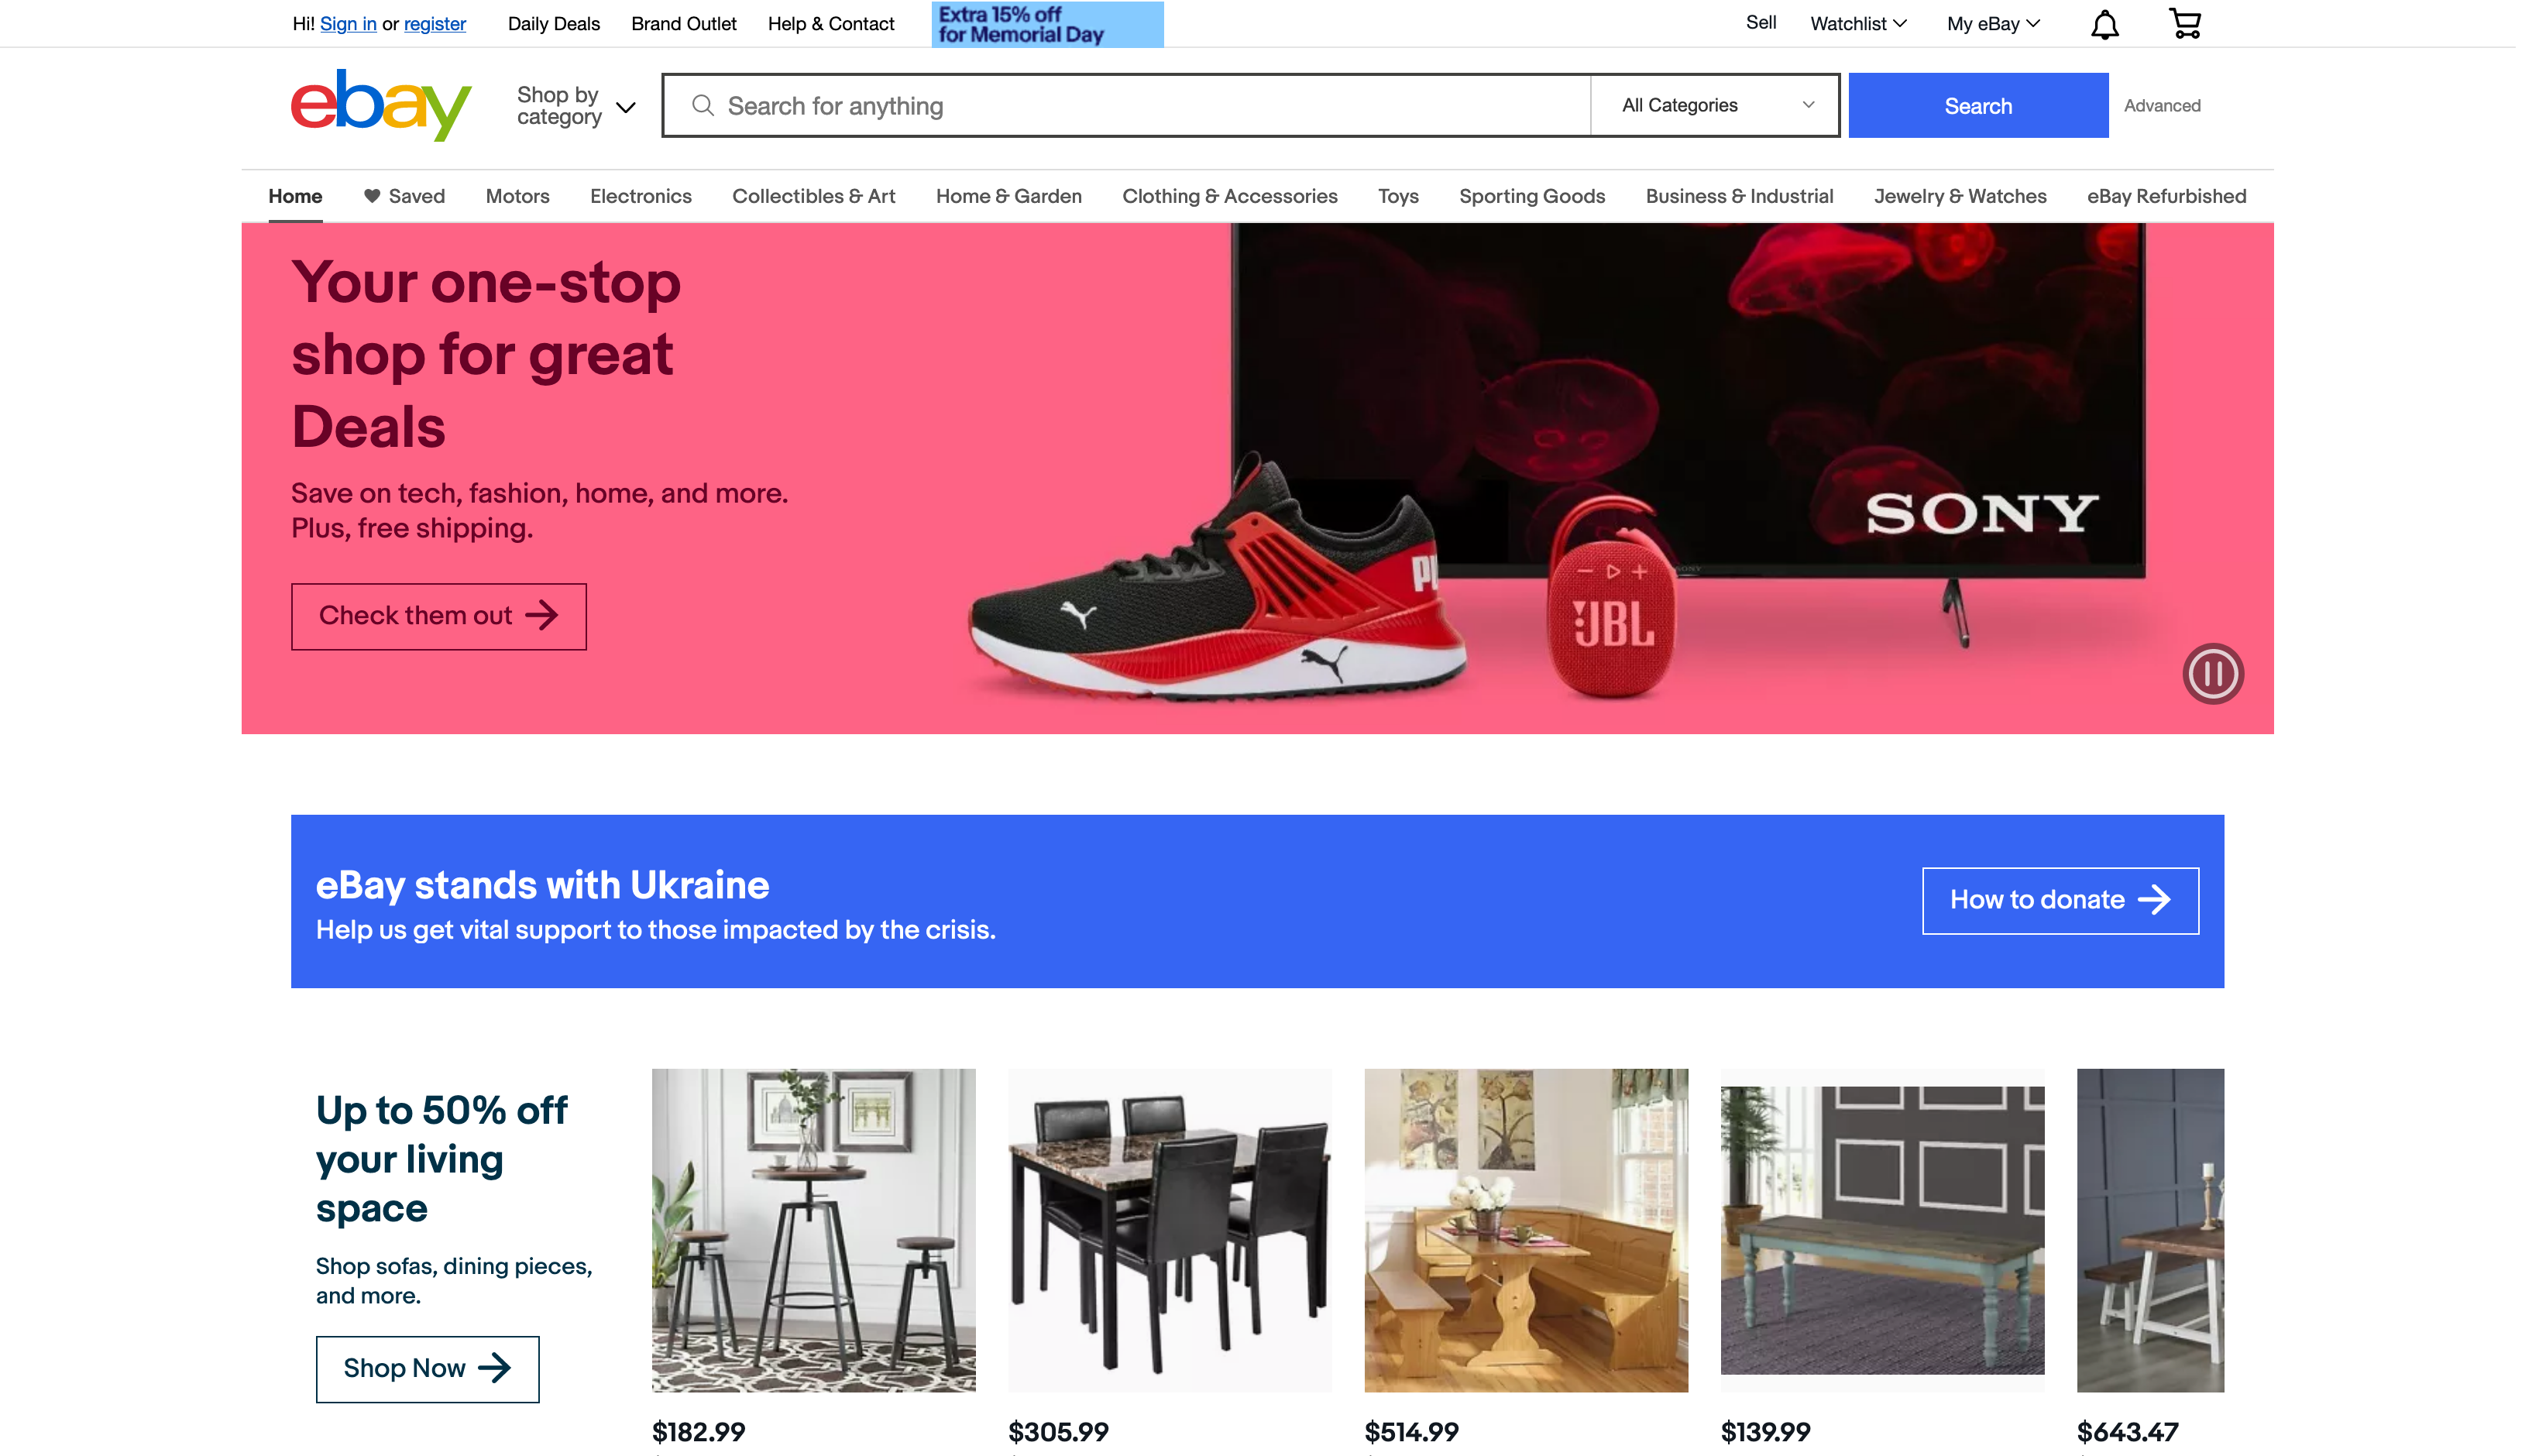 Hi! Sign in or register
Daily Deals
Brand Outlet
Help & Contact
Extra 15% off
for Memorial Day
Sell
Watchlist
My eBay
ebay
Shop by
category
Search for anything
All Categories
Search
Advanced
Home
Saved
Motors
Electronics
Collectibles & Art
Home & Garden
Clothing & Accessories
Toys
Sporting Goods
Business & Industrial
Jewelry & Watches
eBay Refurbished
Your one-stop
shop for great
Deals
Save on tech, fashion, home, and more.
Plus, free shipping.
Check them out
SONY
SONY
JBL
eBay stands with Ukraine
Help us get vital support to those impacted by the crisis.
How to donate
Up to 50% off
your living
space
Shop sofas, dining pieces,
and more.
Shop Now
$182.99
$305.99
$514.99
$139.99
$643.47